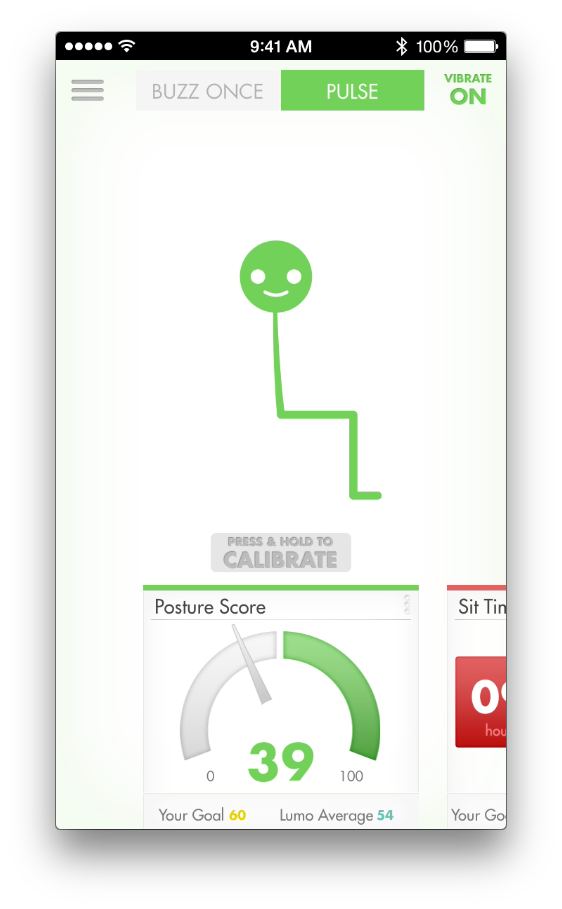 9:41 AM 100%
BUZZ ONCE PULSE VIBRATE ON
PRESS & HOLD TO
CALIBRATE
Posture Score
39
0 100
Your Goal 60 Lumo Average 54
Sit Tin
0
hou
Your Go